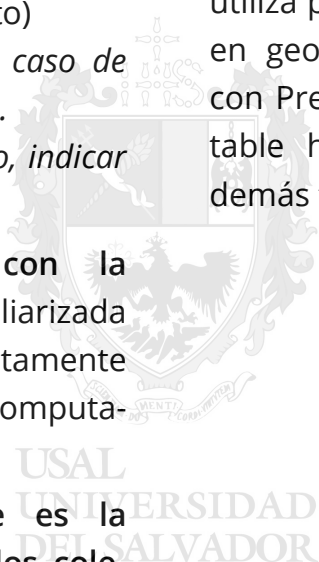 to)
caso de
.
o, indicar
con la
liarizada
tamente
omputa-
e es la
los cole
utiliza p
en geo
con Pre
table h
demás
USAL
UNIVERSIDAD
DEL SALVADOR